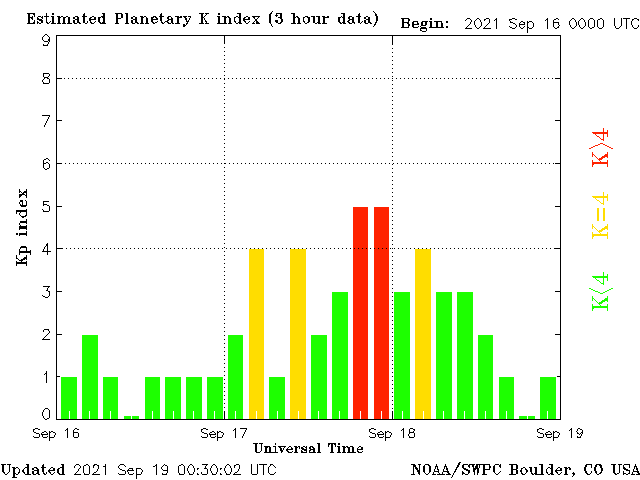 Estimated Planetary K index (3 hour data)
Begin: 2021 Sep 16 0000 UTC
9
8
7
6
5
4
3
2
1
0
Kp index
K>4
K=4
K<4
Sep 16
Sep 17
Sep 18
Sep 19
Universal Time
Updated 2021 Sep 19 00:30:02 UTC
NOAA/SWPC Boulder, CO USA